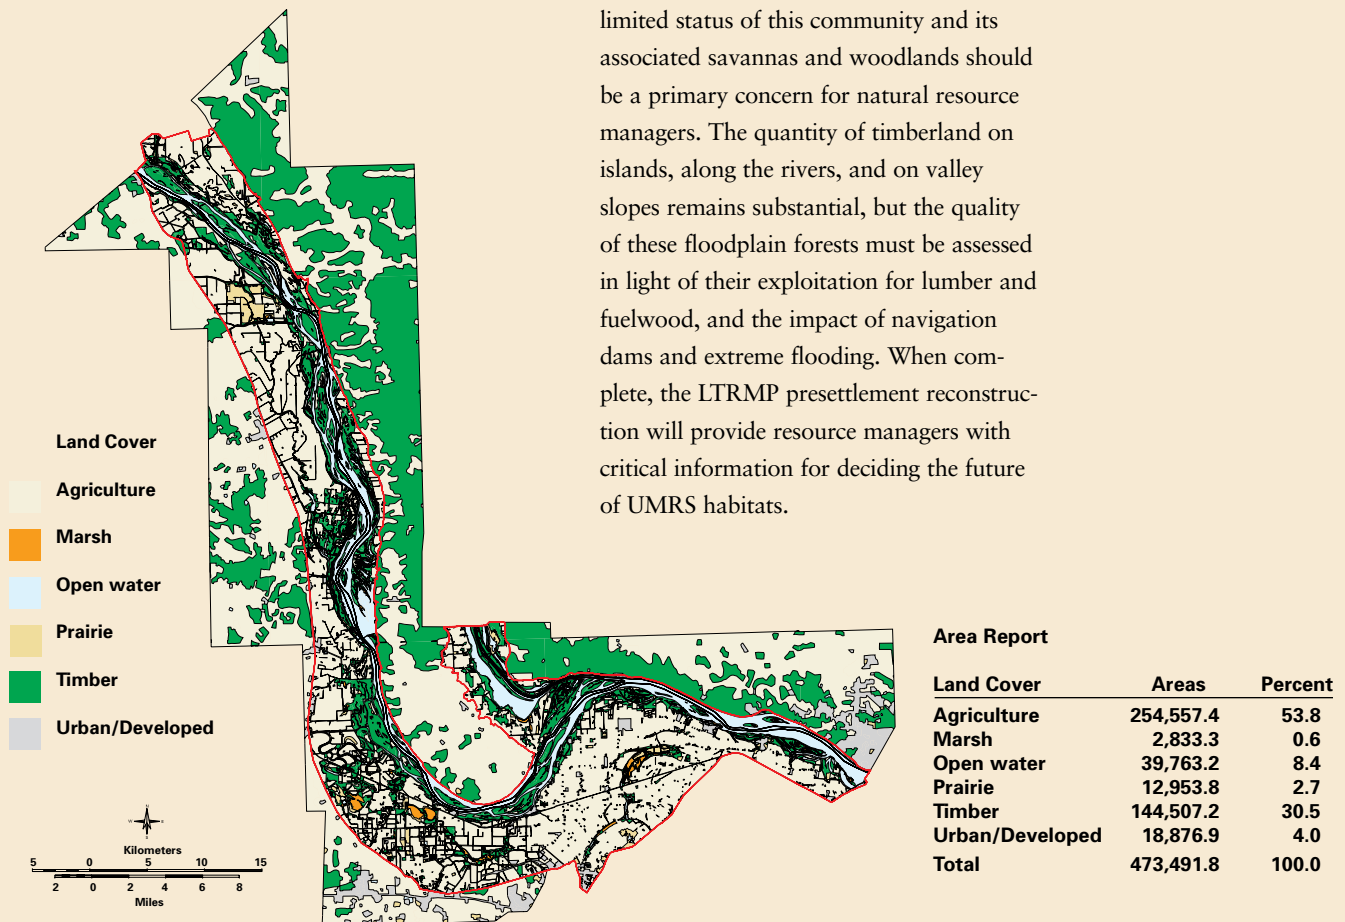 limited status of this community and its
associated savannas and woodlands should
be a primary concern for natural resource
managers. The quantity of timberland on
islands, along the rivers, and on valley
slopes remains substantial, but the quality
of these floodplain forests must be assessed
in light of their exploitation for lumber and
fuelwood, and the impact of navigation
dams and extreme flooding. When com-
plete, the LTRMP presettlement reconstruc-
tion will provide resource managers with
critical information for deciding the future
of UMRS habitats.
Land Cover
Agriculture
Marsh
Open water
Prairie
Timber
Urban/Developed
N
W E
S
Kilometers
5 0 5 10 15
2 0 2 4 6 8
Miles
Area Report
Land Cover Areas Percent
Agriculture 254,557.4 53.8
Marsh 2,833.3 0.6
Open water 39,763.2 8.4
Prairie 12,953.8 2.7
Timber 144,507.2 30.5
Urban/Developed 18,876.9 4.0
Total 473,491.8 100.0